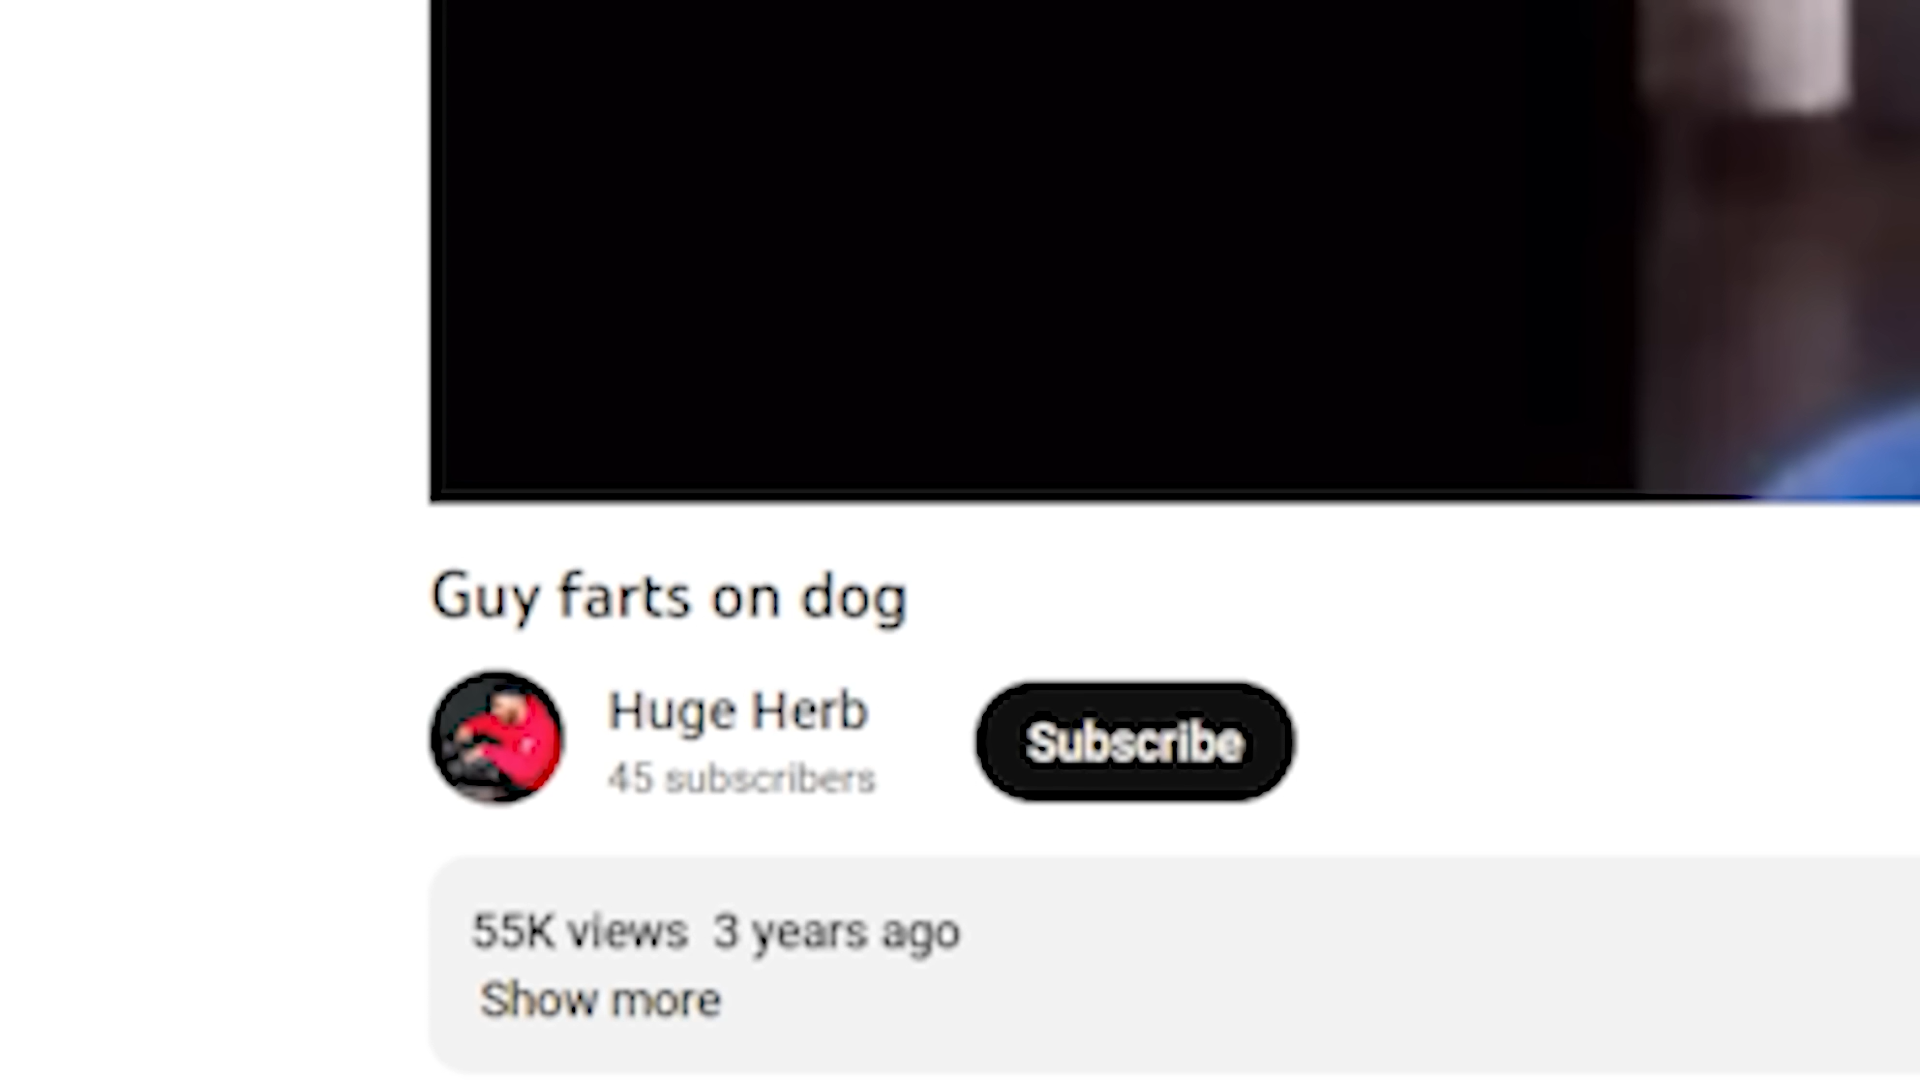 Guy farts on dog
Huge Herb
Subscribe
45 subscribers
55K views 3 years ago
Show more